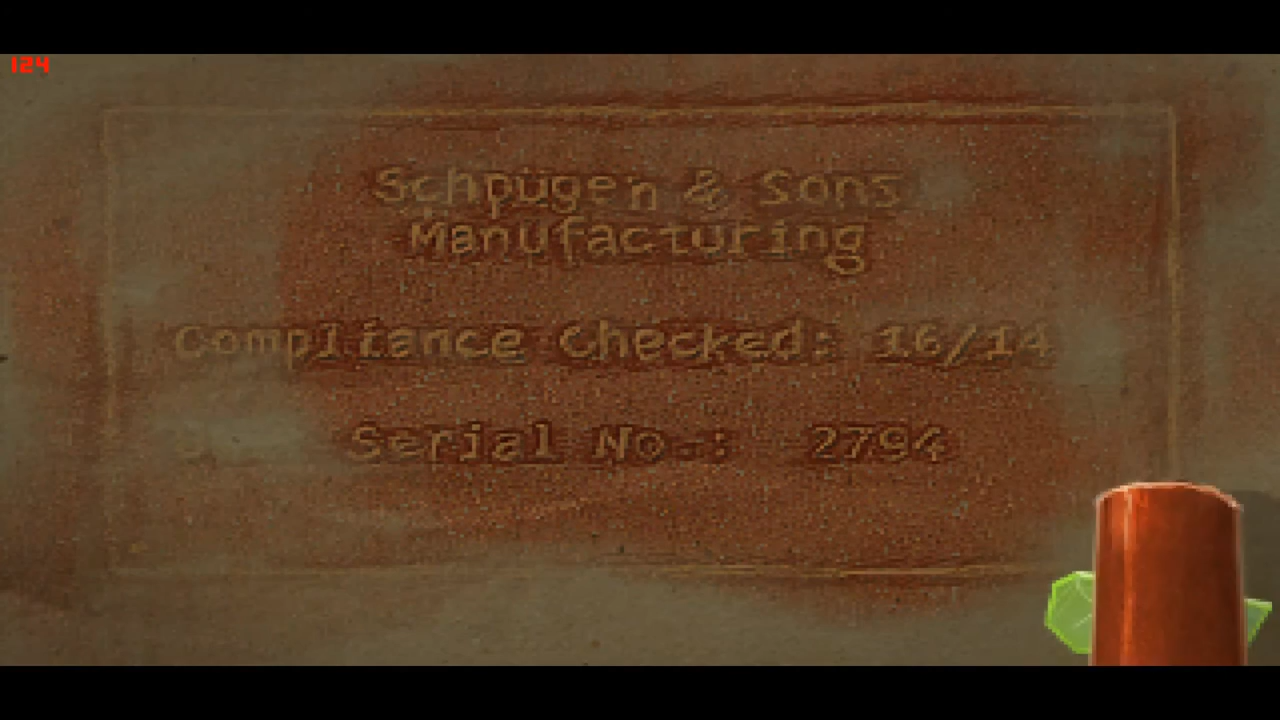 124
Schpugen & Sons
Manufacturing
Compliance Checked: 16/14
Serial No.: 2794